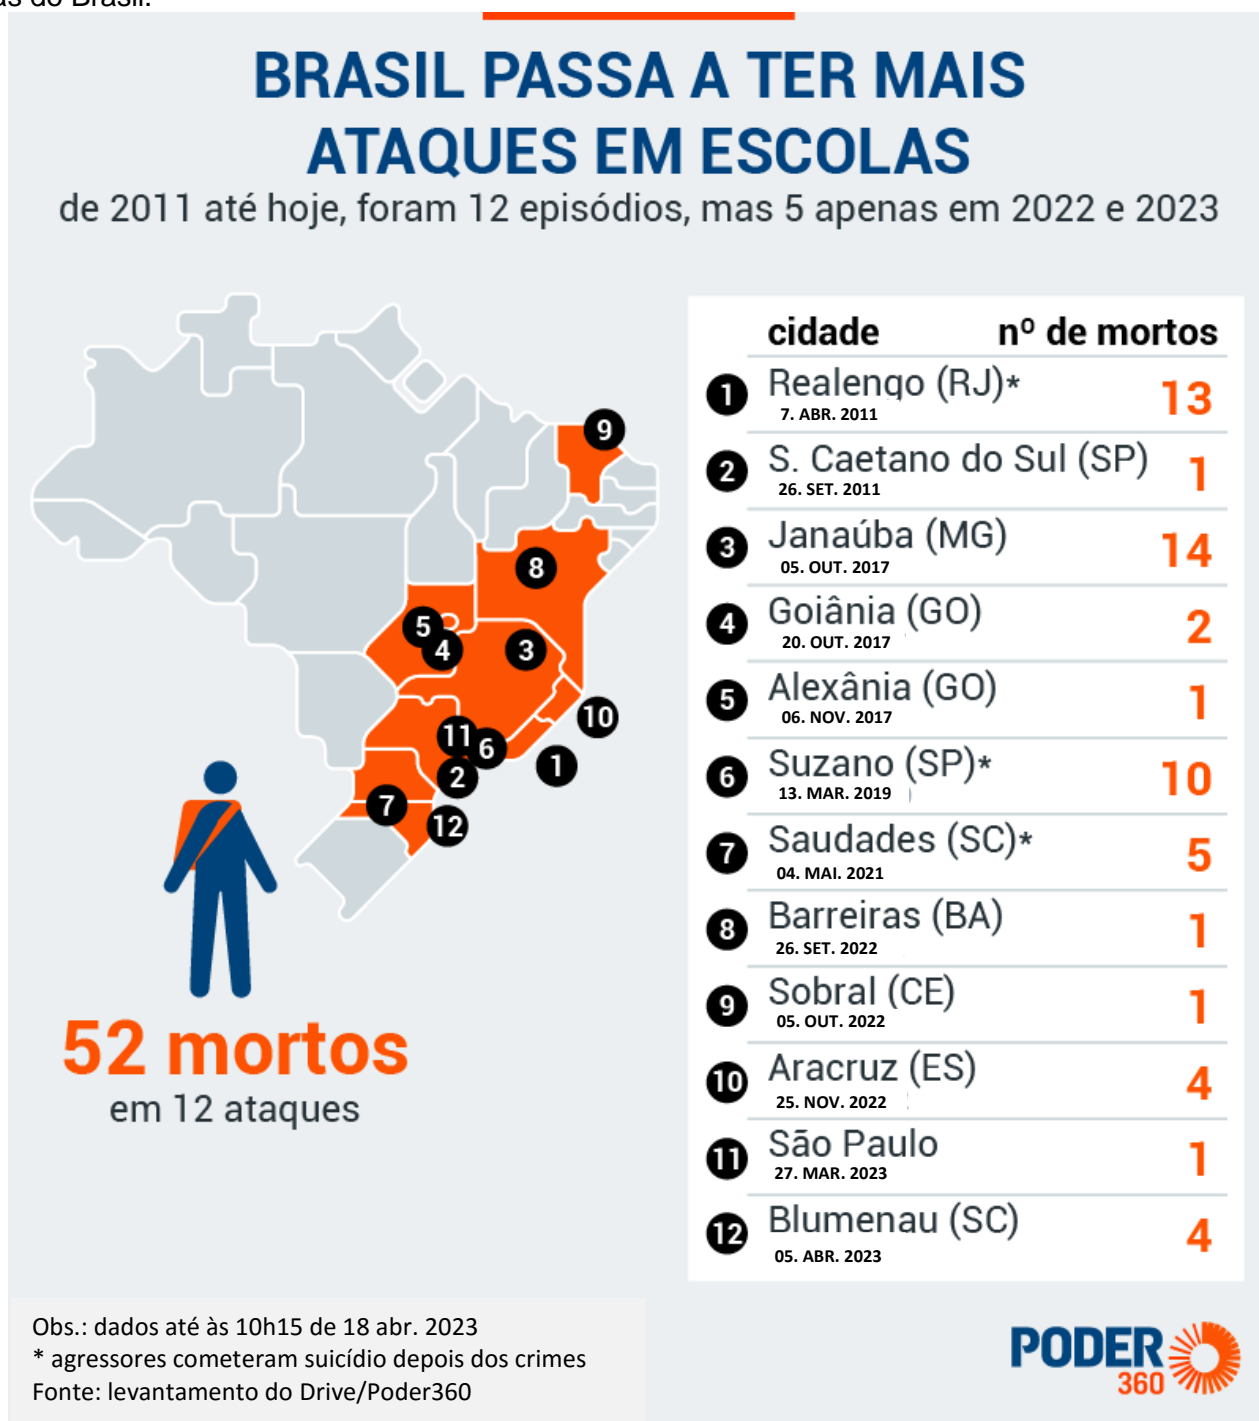 as do Brasil.
BRASIL PASSA A TER MAIS
ATAQUES EM ESCOLAS
de 2011 até hoje, foram 12 episódios, mas 5 apenas em 2022 e 2023
9
8
5
4
3
10
11
6
1
2
7
12
52 mortos
em 12 ataques
cidade nº de mortos
1 Realengo (RJ)* 13
7. ABR. 2011
2 S. Caetano do Sul (SP) 1
26. SET. 2011
3 Janaúba (MG) 14
05. OUT. 2017
4 Goiânia (GO) 2
20. OUT. 2017
5 Alexânia (GO) 1
06. NOV. 2017
6 Suzano (SP)* 10
13. MAR. 2019
7 Saudades (SC)* 5
04. MAI. 2021
8 Barreiras (BA) 1
26. SET. 2022
9 Sobral (CE) 1
05. OUT. 2022
10 Aracruz (ES) 4
25. NOV. 2022
11 São Paulo 1
27. MAR. 2023
12 Blumenau (SC) 4
05. ABR. 2023
Obs.: dados até às 10h15 de 18 abr. 2023
* agressores cometeram suicídio depois dos crimes
Fonte: levantamento do Drive/Poder360
PODER
360